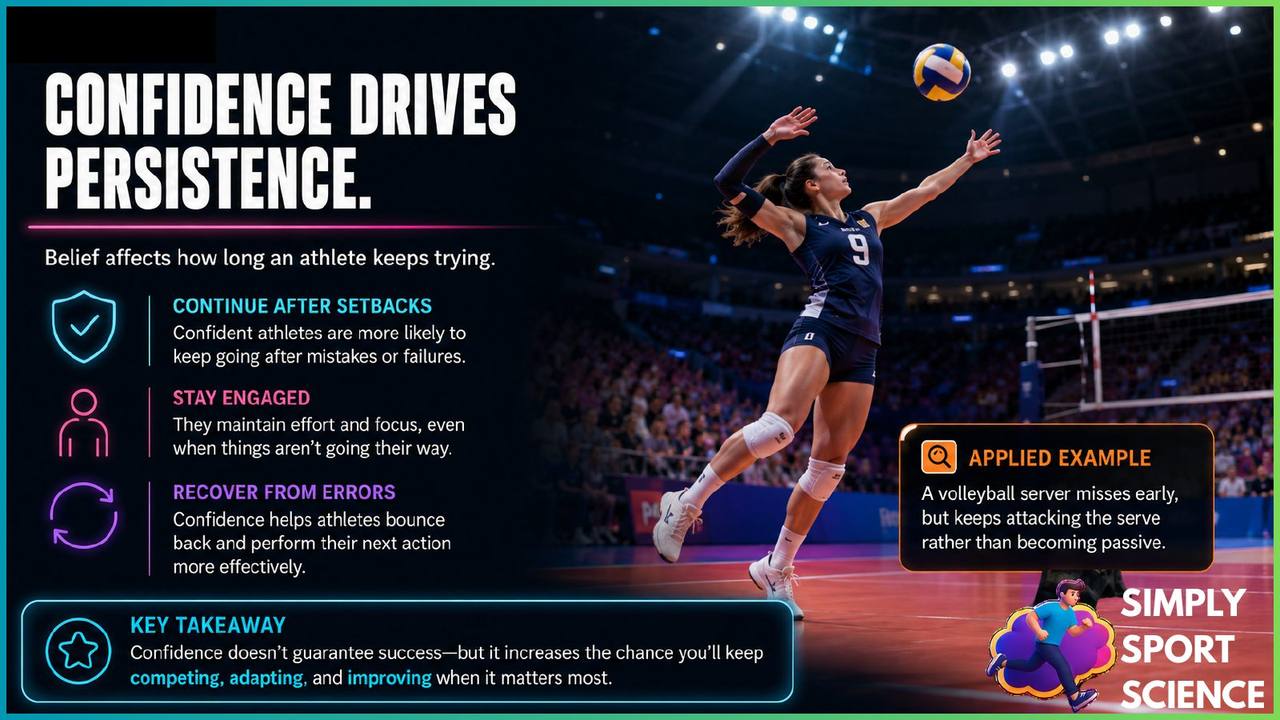 CONFIDENCE DRIVES
PERSISTENCE.
Belief affects how long an athlete keeps trying.
CONTINUE AFTER SETBACKS
Confident athletes are more likely to
keep going after mistakes or failures.
STAY ENGAGED
They maintain effort and focus, even
when things aren't going their way.
RECOVER FROM ERRORS
Confidence helps athletes bounce
back and perform their next action
more effectively.
KEY TAKEAWAY
Confidence doesn't guarantee success—but it increases the chance you'll keep
competing, adapting, and improving when it matters most.
9
APPLIED EXAMPLE
A volleyball server misses early,
but keeps attacking the serve
rather than becoming passive.
SIMPLY
SPORT
SCIENCE